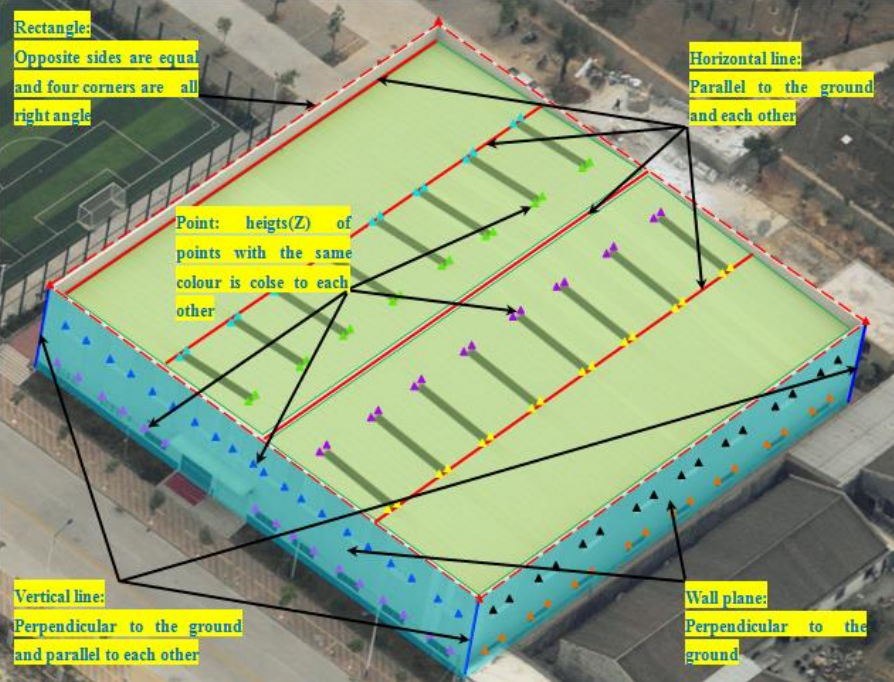 Rectangle:
Opposite sides are equal
and four corners are all
right angle
Horizontal line:
Parallel to the ground
and each other
Point: heigts(Z) of
points with the same
colour is colse to each
other
Vertical line:
Perpendicular to the ground
and parallel to each other
Wall plane:
Perpendicular to the
ground